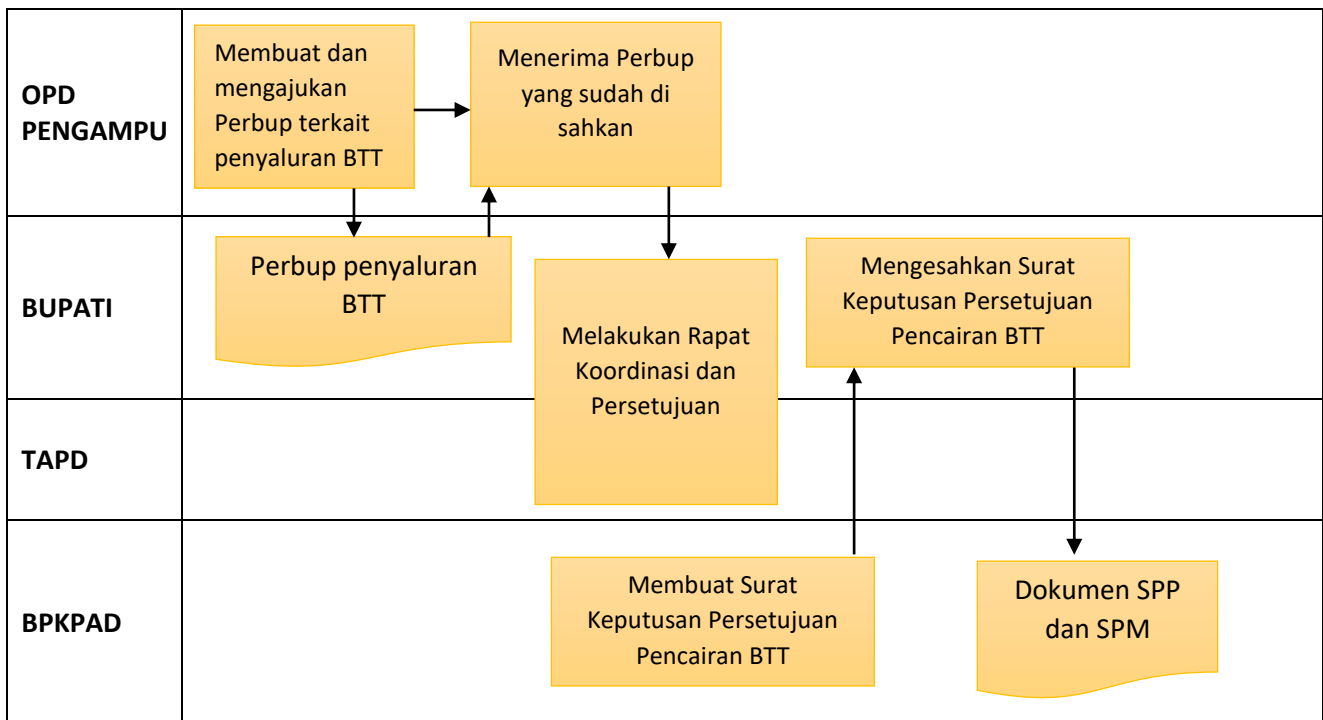 OPD
PENGAMPU
Membuat dan
mengajukan
Perbup terkait
penyaluran BTT
Menerima Perbup
yang sudah di
sahkan
BUPATI
Perbup penyaluran
BTT
Melakukan Rapat
Koordinasi dan
Persetujuan
Mengesahkan Surat
Keputusan Persetujuan
Pencairan BTT
TAPD
BPKPAD
Membuat Surat
Keputusan Persetujuan
Pencairan BTT
Dokumen SPP
dan SPM